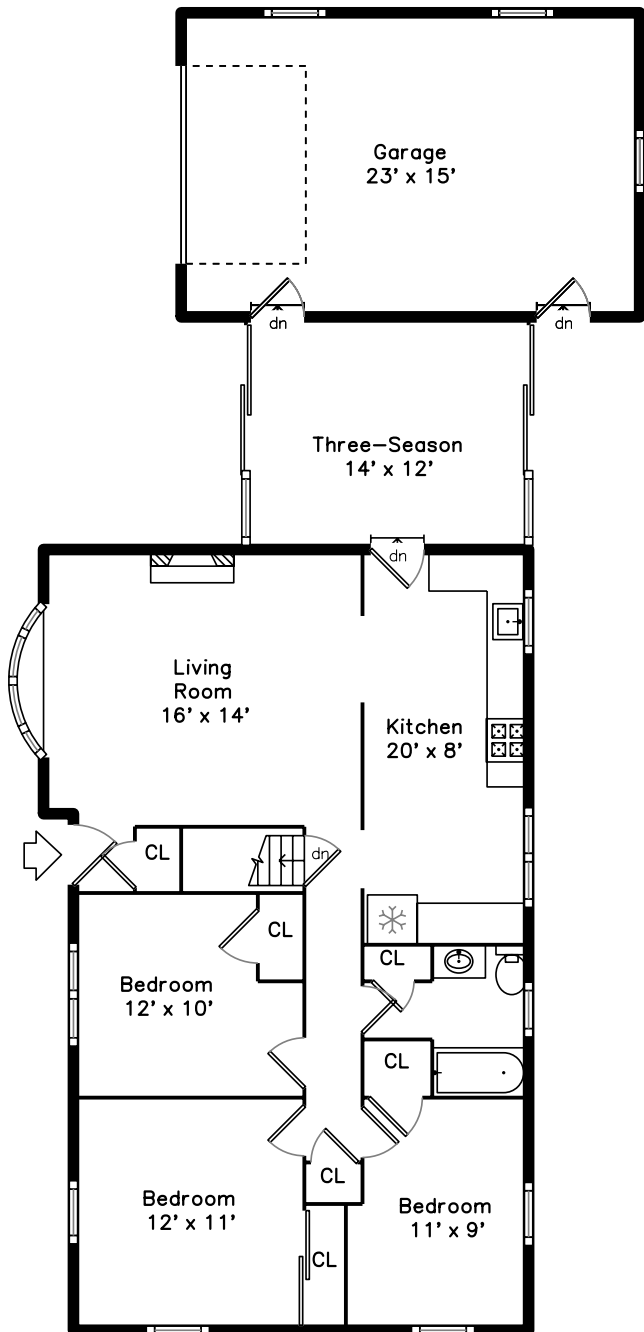 Garage
23' x 15'
dn
dn
Three-Season
14' x 12'
dn
Living
Room
16' x 14'
Kitchen
20' x 8'
CL
dn
CL
CL
Bedroom
12' x 10'
CL
CL
Bedroom
12' x 11'
Bedroom
11' x 9'
CL